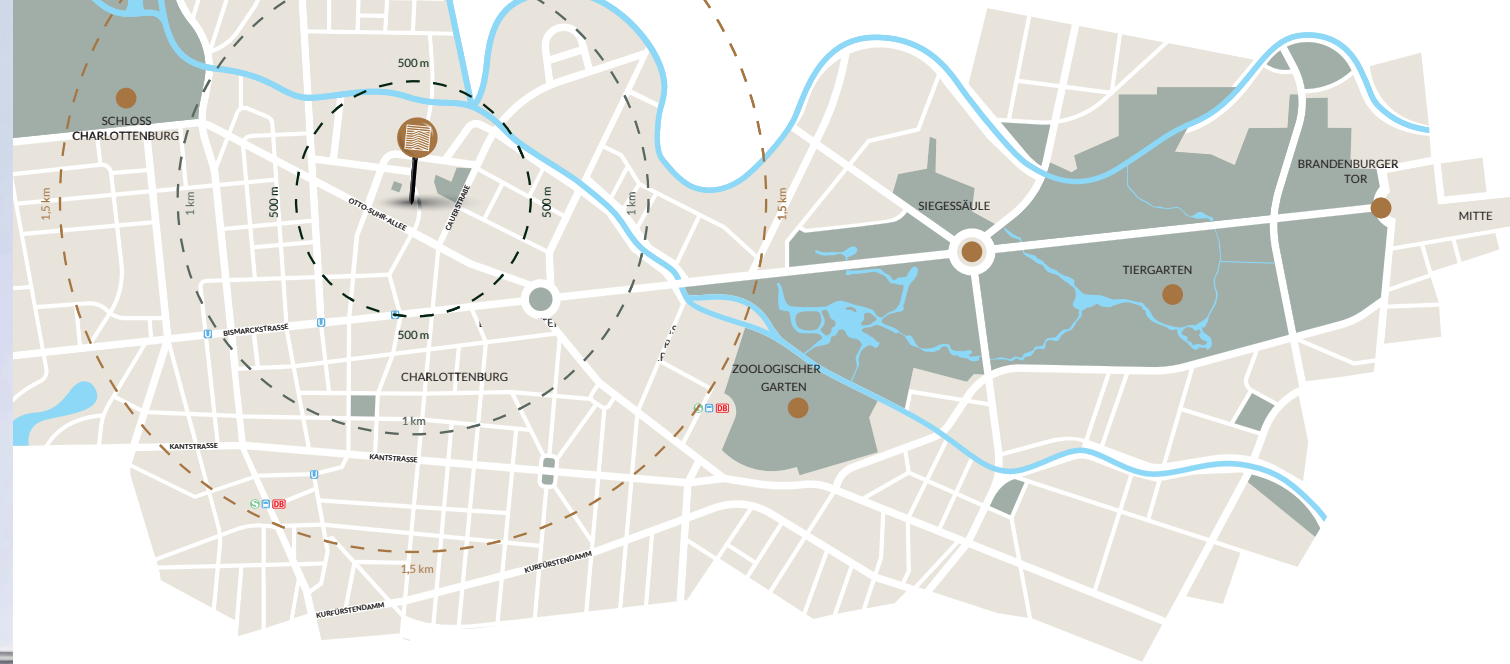 500 m
SCHLOSS
CHARLOTTENBURG
BRANDENBURGER
TOR
1,5 km
1 km
500 m
OTTO-SUHR-ALLEE
CAUERSTRAßE
500 m
1 km
1,5 km
SIEGESSÄULE
MITTE
TIERGARTEN
U
U
U
BISMARCKSTRASSE
500 m
CHARLOTTENBURG
ZOOLOGISCHER
GARTEN
S DB
1 km
KANTSTRASSE
KANTSTRASSE
U
S DB
1,5 km
KURFÜRSTENDAMM
KURFÜRSTENDAMM